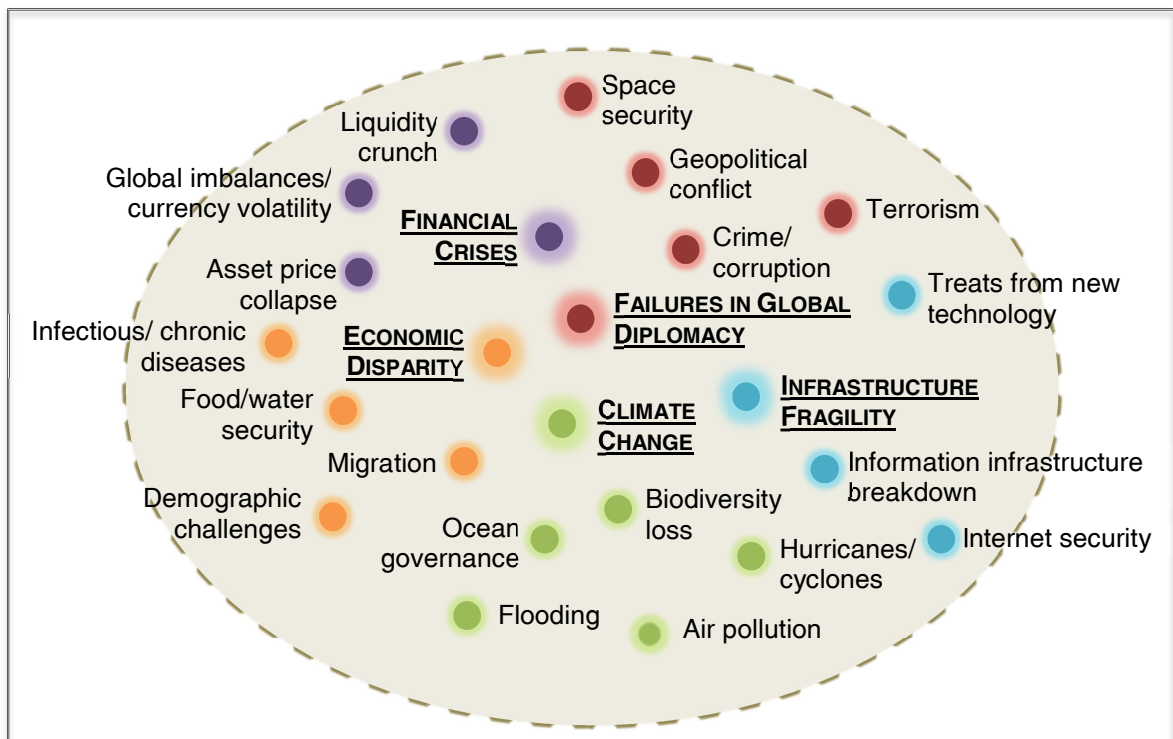 Space
security
Liquidity
crunch
Geopolitical
conflict
Global imbalances/
currency volatility
Terrorism
FINANCIAL
CRISES
Crime/
corruption
Asset price
collapse
Treats from new
technology
FAILURES IN GLOBAL
DIPLOMACY
Infectious/ chronic
diseases
ECONOMIC
DISPARITY
INFRASTRUCTURE
FRAGILITY
Food/water
security
CLIMATE
CHANGE
Migration
Information infrastructure
breakdown
Demographic
challenges
Biodiversity
loss
Ocean
governance
Internet security
Hurricanes/
cyclones
Flooding
Air pollution